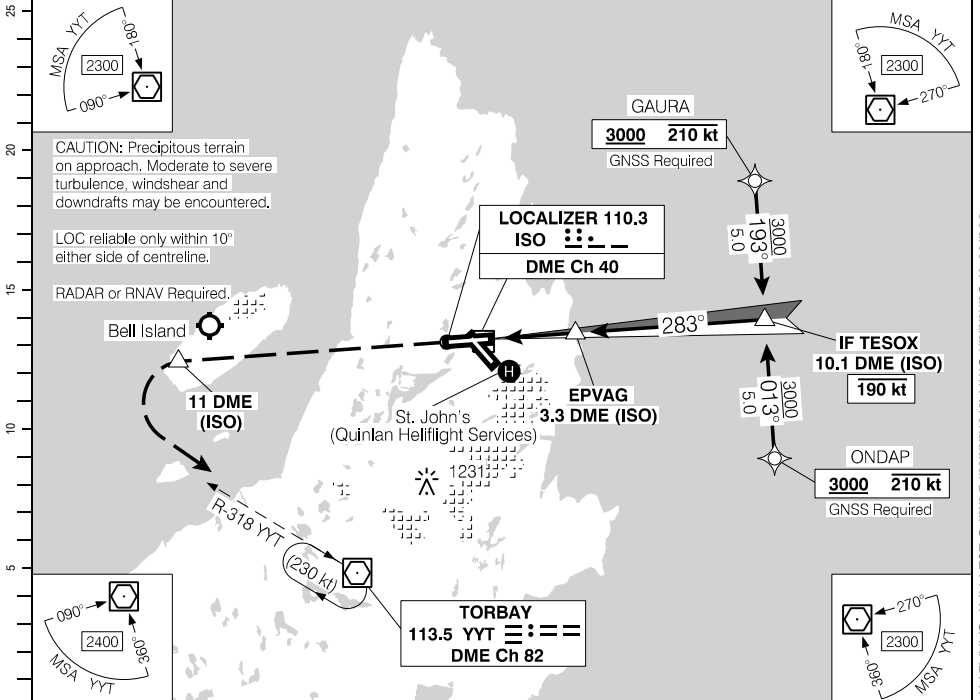 25
20
15
10
5
MSA YYT
180°
2300
090°
MSA YYT
180°
2300
270°
CAUTION: Precipitous terrain
on approach. Moderate to severe
turbulence, windshear and
downdrafts may be encountered.
LOC reliable only within 10°
either side of centreline.
RADAR or RNAV Required.
GAURA
3000 210 kt
GNSS Required
LOCALIZER 110.3
ISO
DME Ch 40
3000
193°
5.0
Bell Island
283°
IF TESOX
10.1 DME (ISO)
190 kt
11 DME
(ISO)
H
EPVAG
3.3 DME (ISO)
St. John's
(Quinlan Heliflight Services)
3000
013°
5.0
1231
ONDAP
3000 210 kt
GNSS Required
R-318 YYT
(230 kt)
TORBAY
113.5 YYT
DME Ch 82
090°
2400
360°
MSA YYT
270°
2300
360°
MSA YYT